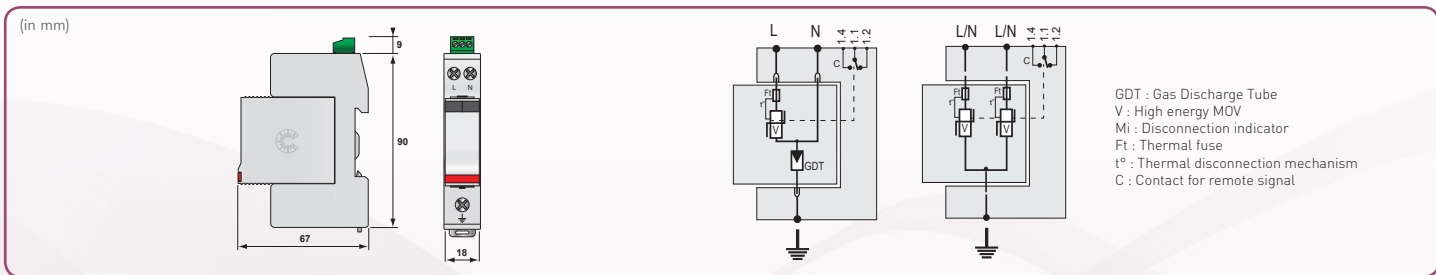 (in mm)
9
90
67
L N
18
L N
1.4 1.1 1.2
C
Ft
t°
V
GDT
L/N L/N
1.4 1.1 1.2
C
Ft Ft
t° t°
V V
GDT : Gas Discharge Tube
V : High energy MOV
Mi : Disconnection indicator
Ft : Thermal fuse
t° : Thermal disconnection mechanism
C : Contact for remote signal